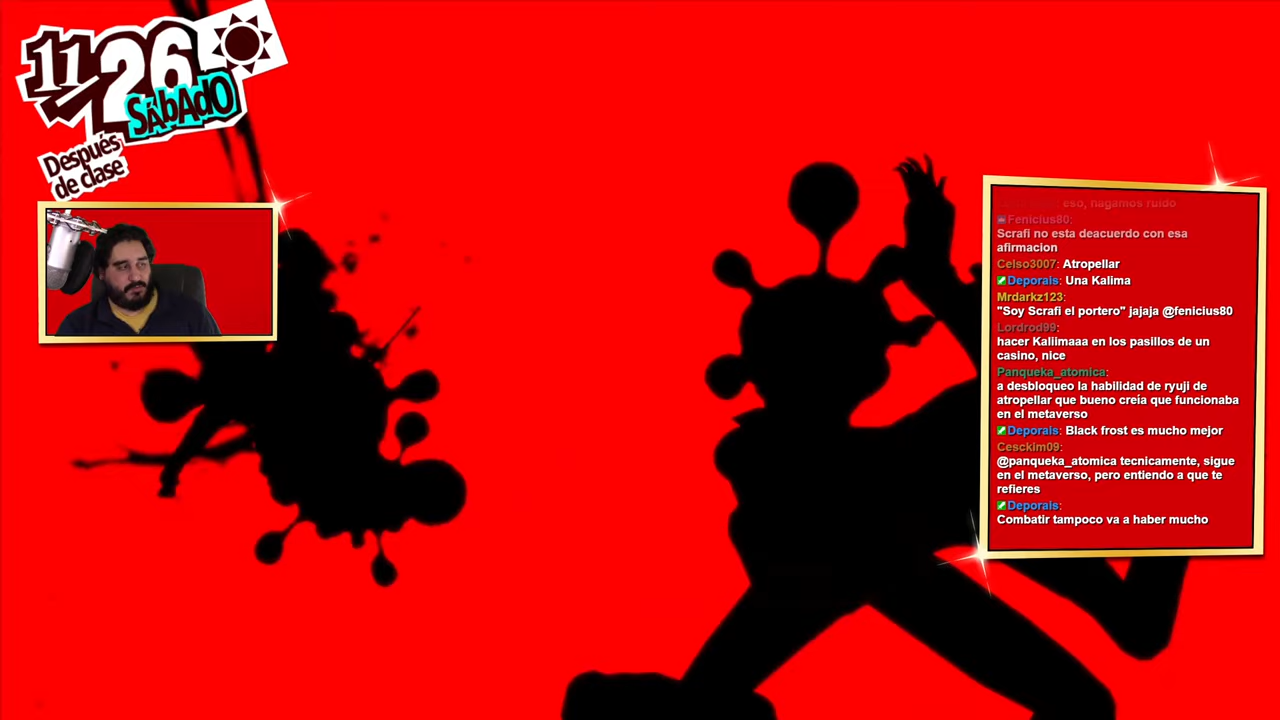 11/26
SábAdO
Después
de clase
eso, hagamos ruido
Fenicius80:
Scrafi no esta deacuerdo con esa
afirmacion
Celso3007: Atropellar
Deporais: Una Kalima
Mrdarkz123:
"Soy Scrafi el portero" jajaja @fenicius80
Lordrod99:
hacer Kaliimaaa en los pasillos de un
casino, nice
Panqueka_atomica:
a desbloqueo la habilidad de ryuji de
atropellar que bueno creía que funcionaba
en el metaverso
Deporais: Black frost es mucho mejor
Cesckim09:
@panqueka_atomica tecnicamente, sigue
en el metaverso, pero entiendo a que te
refieres
Deporais:
Combatir tampoco va a haber mucho